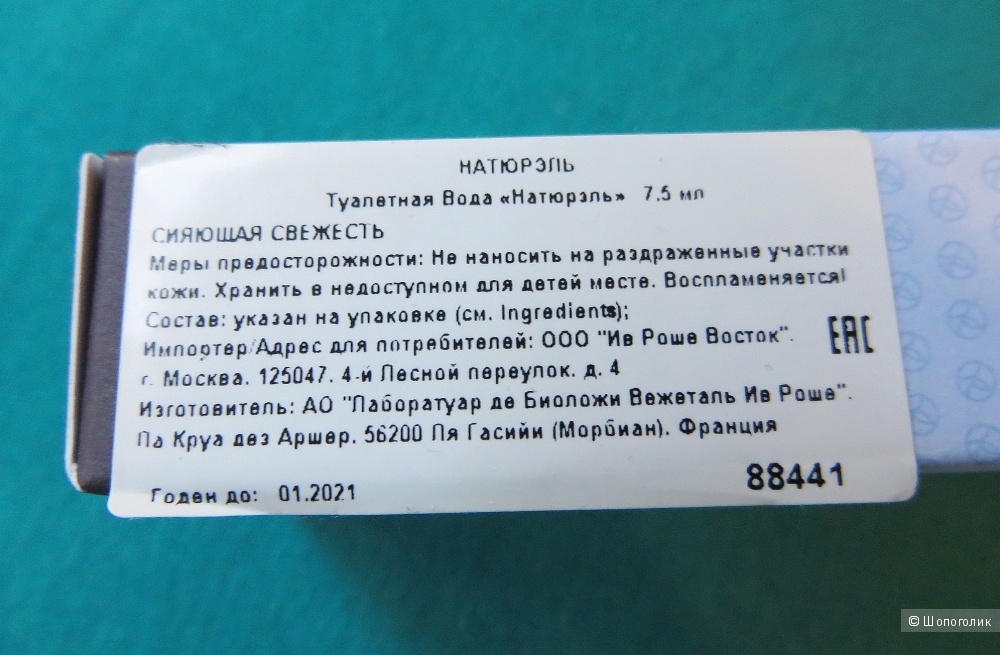 НАТЮРЭЛЬ
Туалетная Вода «Натюрэль» 7.5 мл
СИЯЮЩАЯ СВЕЖЕСТЬ
Меры предосторожности: Не наносить на раздраженные участки
кожи. Хранить в недоступном для детей месте. Воспламеняется!
Состав: указан на упаковке (см. Ingredients);
Импортер/Адрес для потребителей: ООО "Ив Роше Восток".
г. Москва. 125047. 4-й Лесной переулок. д. 4
EAC
Изготовитель: АО "Лаборатуар де Биоложи Вежеталь Ив Роше".
Ла Круа дез Аршер. 56200 Ля Гасийи (Морбиан). Франция
88441
Годен до: 01.2021
© Шопоголик